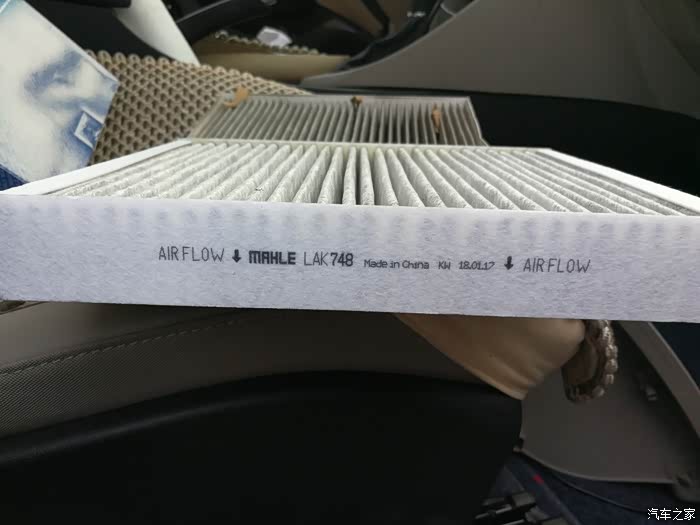 AIRFLOW ⬇ MAHLE LAK748 Made in China KW 18.01.17 ⬇ AIRFLOW
汽车之家